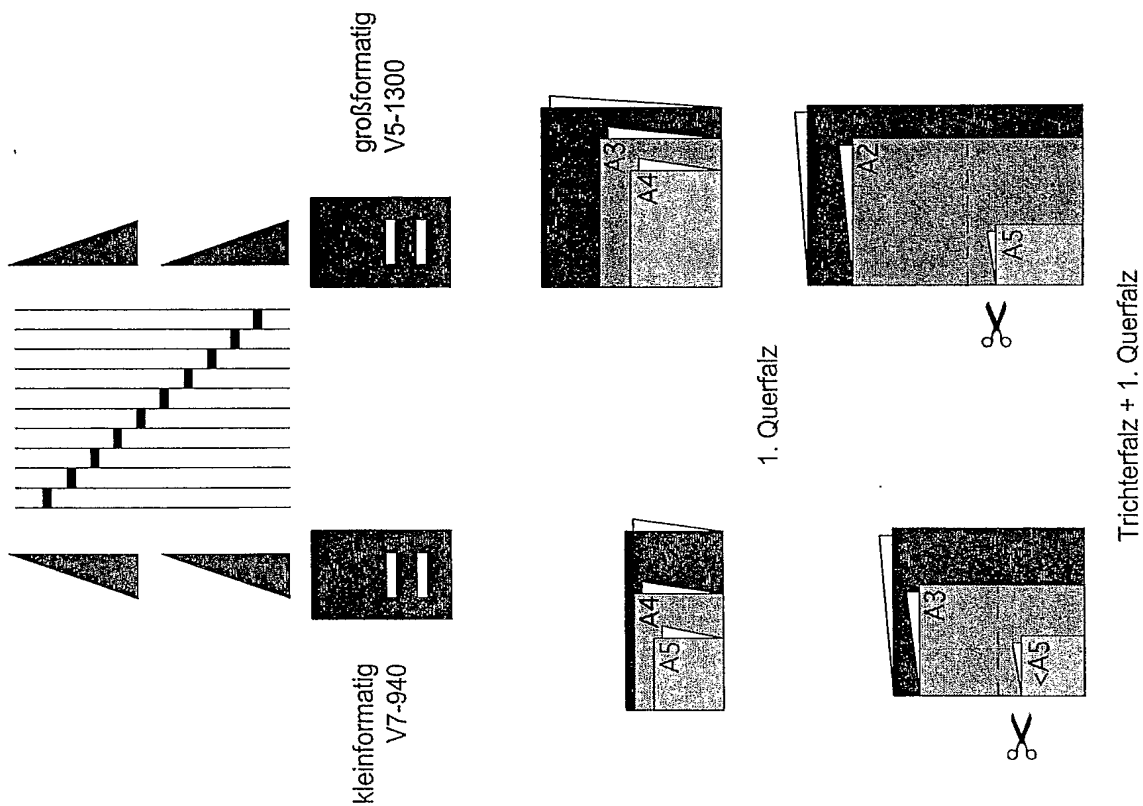 kleinformatig
V7-940
großformatig
V5-1300
A5
A4
A4
A3
1. Querfalz
<A5
A3
A5
A2
Trichterfalz + 1. Querfalz